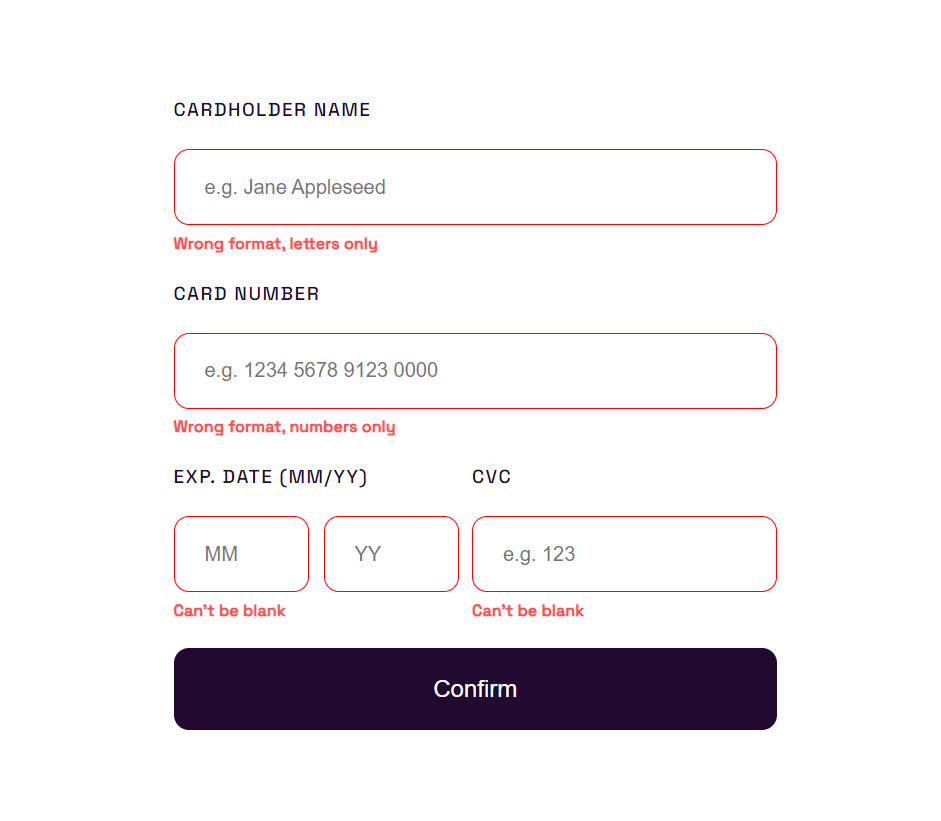 CARDHOLDER NAME
e.g. Jane Appleseed
Wrong format, letters only
CARD NUMBER
e.g. 1234 5678 9123 0000
Wrong format, numbers only
EXP. DATE (MM/YY) CVC
MM YY e.g. 123
Can't be blank Can't be blank
Confirm